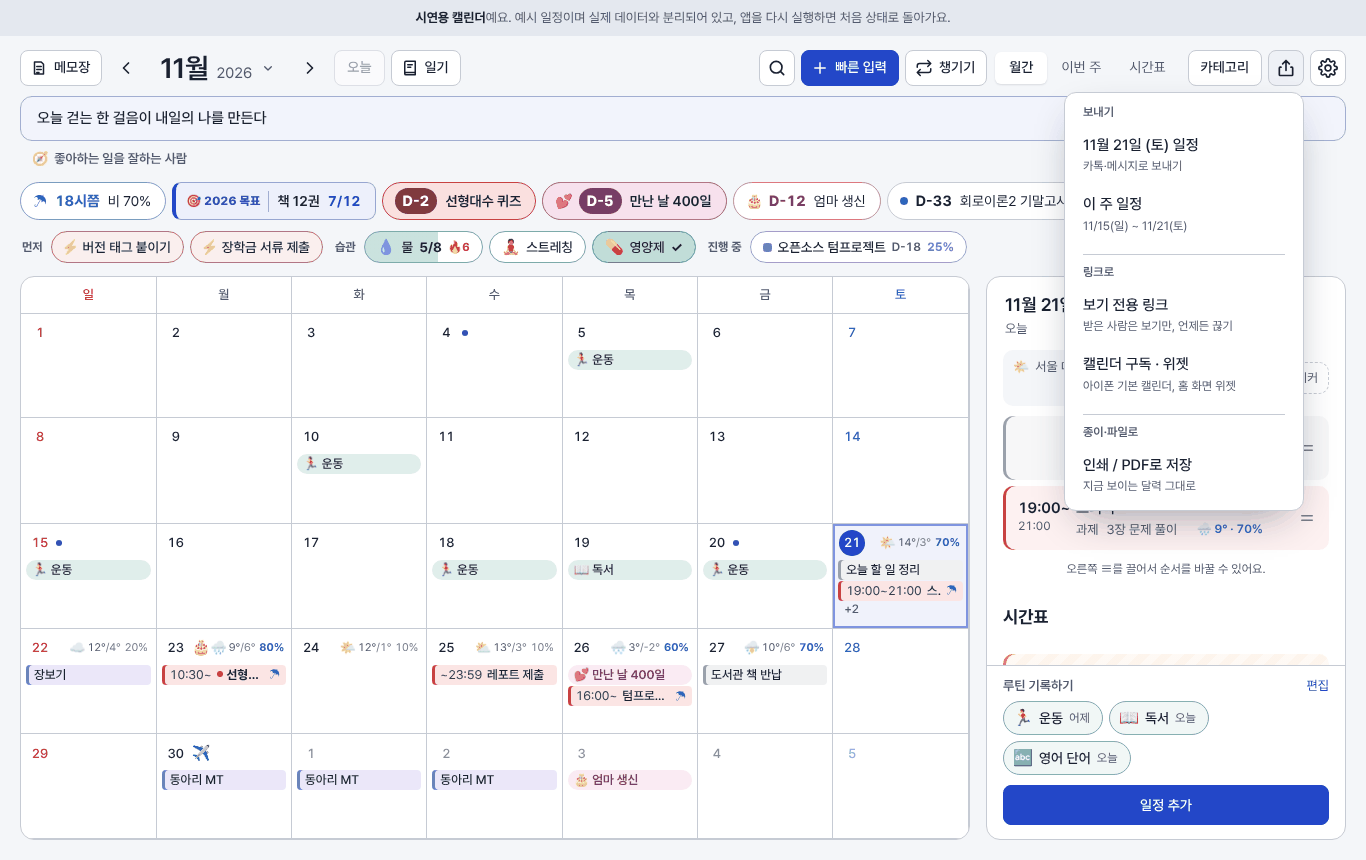 시연용 캘린더예요. 예시 일정이며 실제 데이터와 분리되어 있고, 앱을 다시 실행하면 처음 상태로 돌아가요.
메모장 11월 2026 오늘 일기 빠른 입력 챙기기 월간 이번 주 시간표 카테고리
오늘 걷는 한 걸음이 내일의 나를 만든다
좋아하는 일을 잘하는 사람
18시쯤 비 70% 2026 목표 책 12권 7/12 D-2 선형대수 퀴즈 D-5 만난 날 400일 D-12 엄마 생신 D-33 회로이론2 기말고사
먼저 버전 태그 붙이기 장학금 서류 제출 습관 물 5/8 🔥6 스트레칭 영양제 ✓ 진행 중 오픈소스 텀프로젝트 D-18 25%
보내기
11월 21일 (토) 일정
카톡·메시지로 보내기
이 주 일정
11/15(일) ~ 11/21(토)
링크로
보기 전용 링크
받은 사람은 보기만, 언제든 끊기
캘린더 구독 · 위젯
아이폰 기본 캘린더, 홈 화면 위젯
종이·파일로
인쇄 / PDF로 저장
지금 보이는 달력 그대로
일 월 화 수 목 금 토
1 2 3 4 5 6 7
운동
8 9 10 11 12 13 14
운동
15 16 17 18 19 20 21 14°/3° 70%
운동 운동 독서 운동 오늘 할 일 정리
19:00~21:00 스..
+2
22 12°/4° 20% 23 9°/6° 80% 24 12°/1° 10% 25 13°/3° 10% 26 3°/-2° 60% 27 10°/6° 70% 28
장보기 10:30~ 선형... ~23:59 레포트 제출 만난 날 400일 도서관 책 반납
16:00~ 텀프로...
29 30 1 2 3 4 5
동아리 MT 동아리 MT 동아리 MT 엄마 생신
11월 21일
오늘
서울
19:00~
21:00
과제 3장 문제 풀이 9° · 70%
오른쪽 ≡를 끌어서 순서를 바꿀 수 있어요.
시간표
루틴 기록하기 편집
운동 어제 독서 오늘
abc 영어 단어 오늘
일정 추가